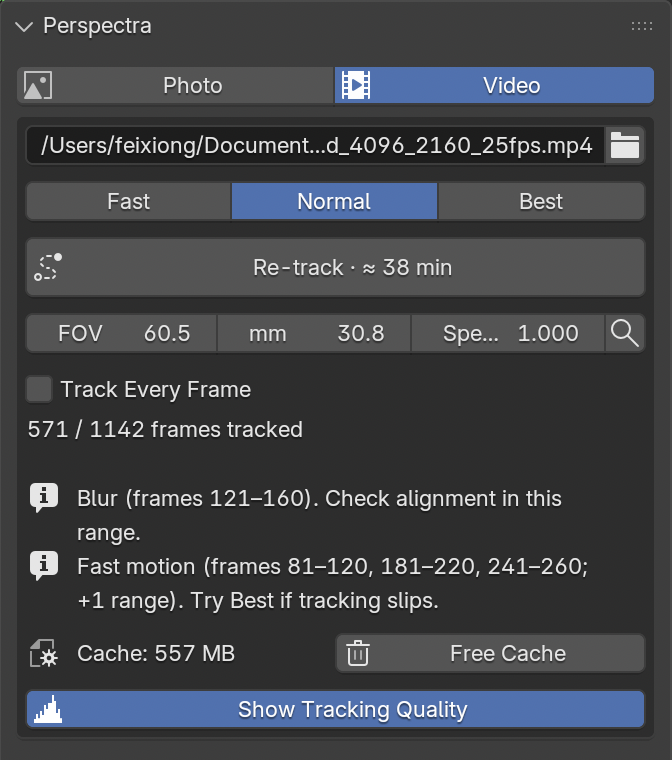 Perspectra
Photo Video
/Users/feixiong/Document...d_4096_2160_25fps.mp4
Fast Normal Best
Re-track · ≈ 38 min
FOV 60.5 mm 30.8 Spe... 1.000
Track Every Frame
571 / 1142 frames tracked
Blur (frames 121–160). Check alignment in this
range.
Fast motion (frames 81–120, 181–220, 241–260;
+1 range). Try Best if tracking slips.
Cache: 557 MB Free Cache
Show Tracking Quality